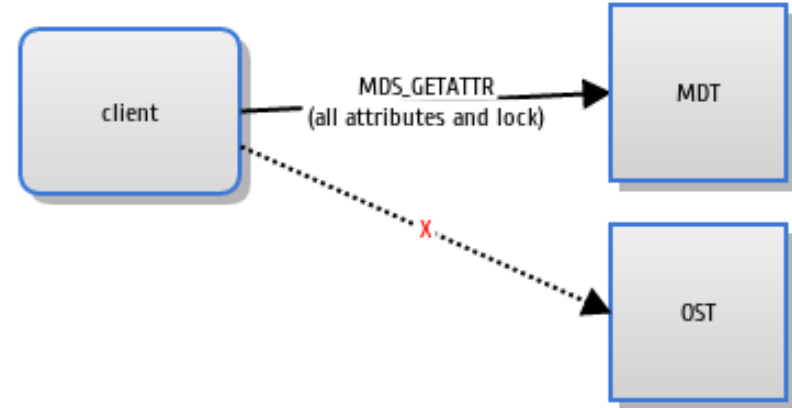 client
MDS_GETATTR
(all attributes and lock)
MDT
X
OST